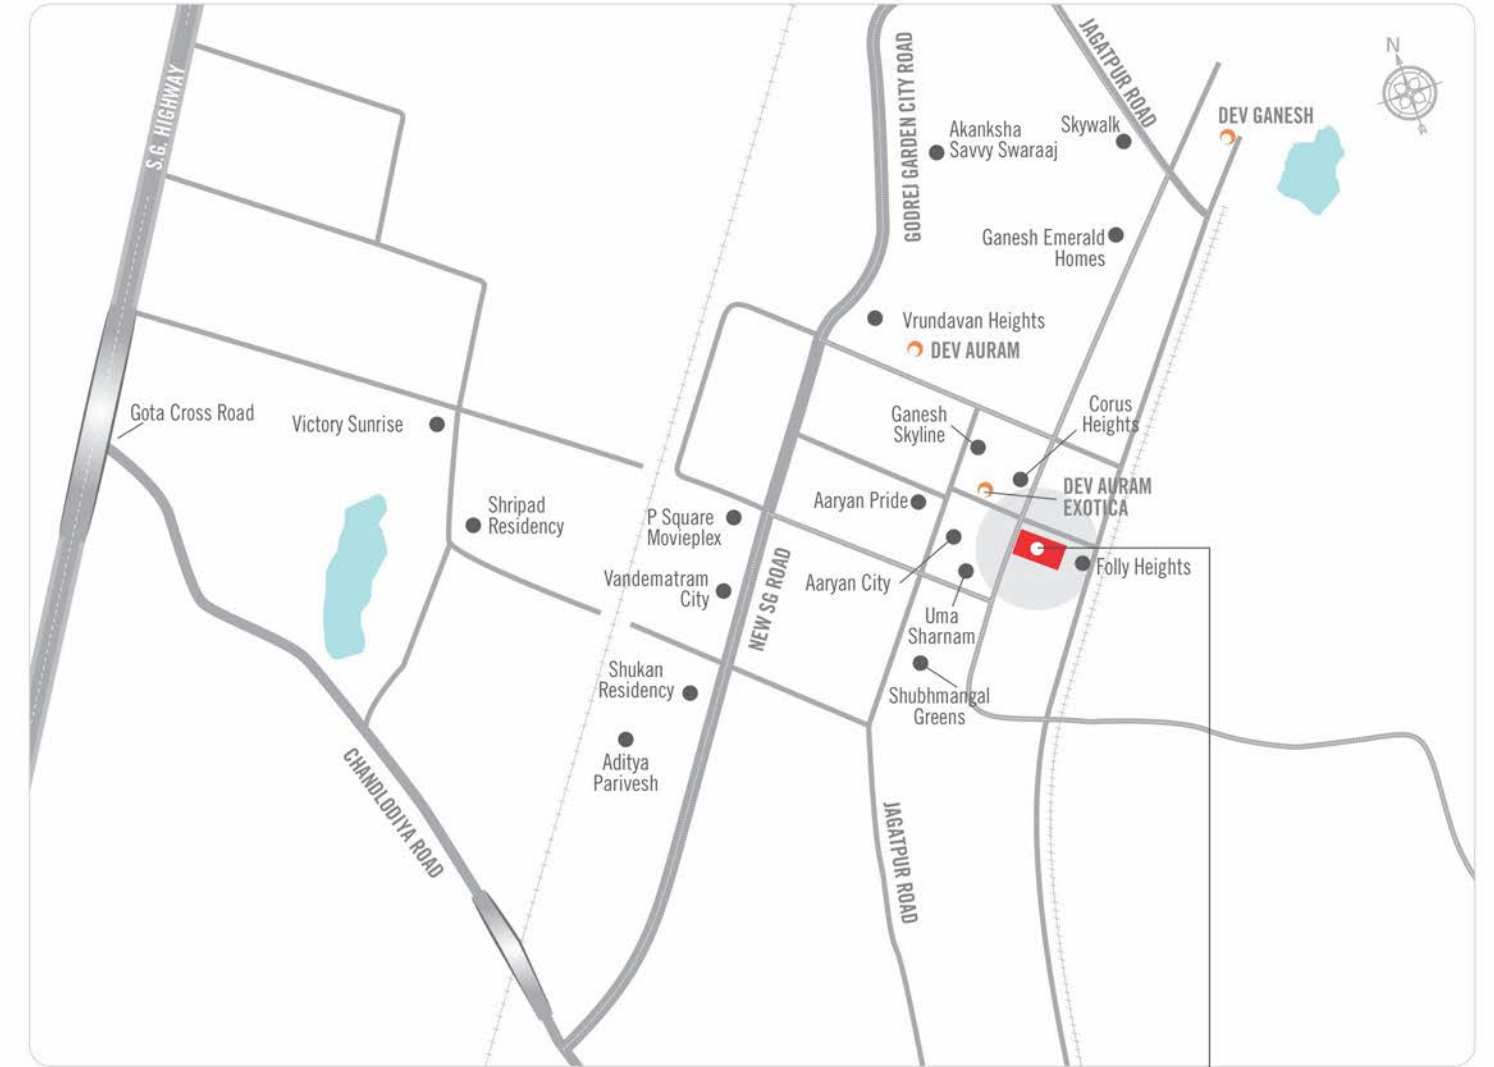 N
S.G. HIGHWAY
GODREJ GARDEN CITY ROAD
JAGATPUR ROAD
DEV GANESH
Akanksha
Savvy Swaraaj
Skywalk
Ganesh Emerald
Homes
Vrundavan Heights
DEV AURAM
Gota Cross Road
Victory Sunrise
Ganesh
Skyline
Corus
Heights
Shripad
Residency
P Square
Movieplex
Aaryan Pride
DEV AURAM
EXOTICA
Vandematram
City
NEW SG ROAD
Aaryan City
Folly Heights
Uma
Sharnam
Shukan
Residency
Shubhmangal
Greens
Aditya
Parivesh
CHANDLODIYA ROAD
JAGATPUR ROAD